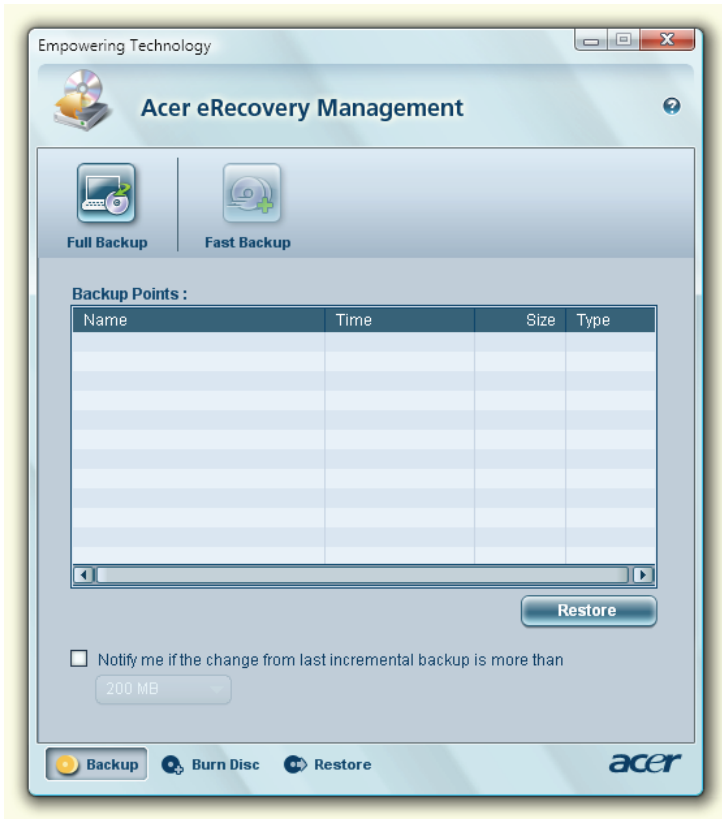 Empowering Technology
Acer eRecovery Management
Full Backup
Fast Backup
Backup Points :
Name Time Size Type
Restore
Notify me if the change from last incremental backup is more than
200 MB
Backup Burn Disc Restore acer